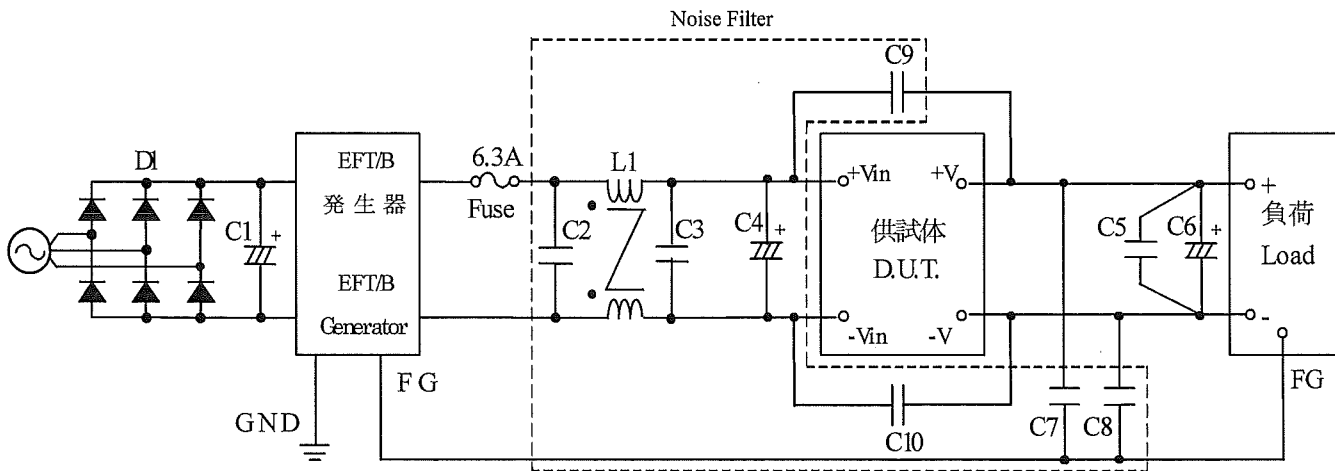 Noise Filter
C9
D1
EFT/B
発生器
EFT/B
Generator
6.3A
Fuse
L1
+Vin
+V
供試体
D.U.T.
-Vin
-V
+
負荷
Load
-
C1
+
C2
C3
C4
+
C5
C6
+
FG
GND
C10
C7
C8
FG